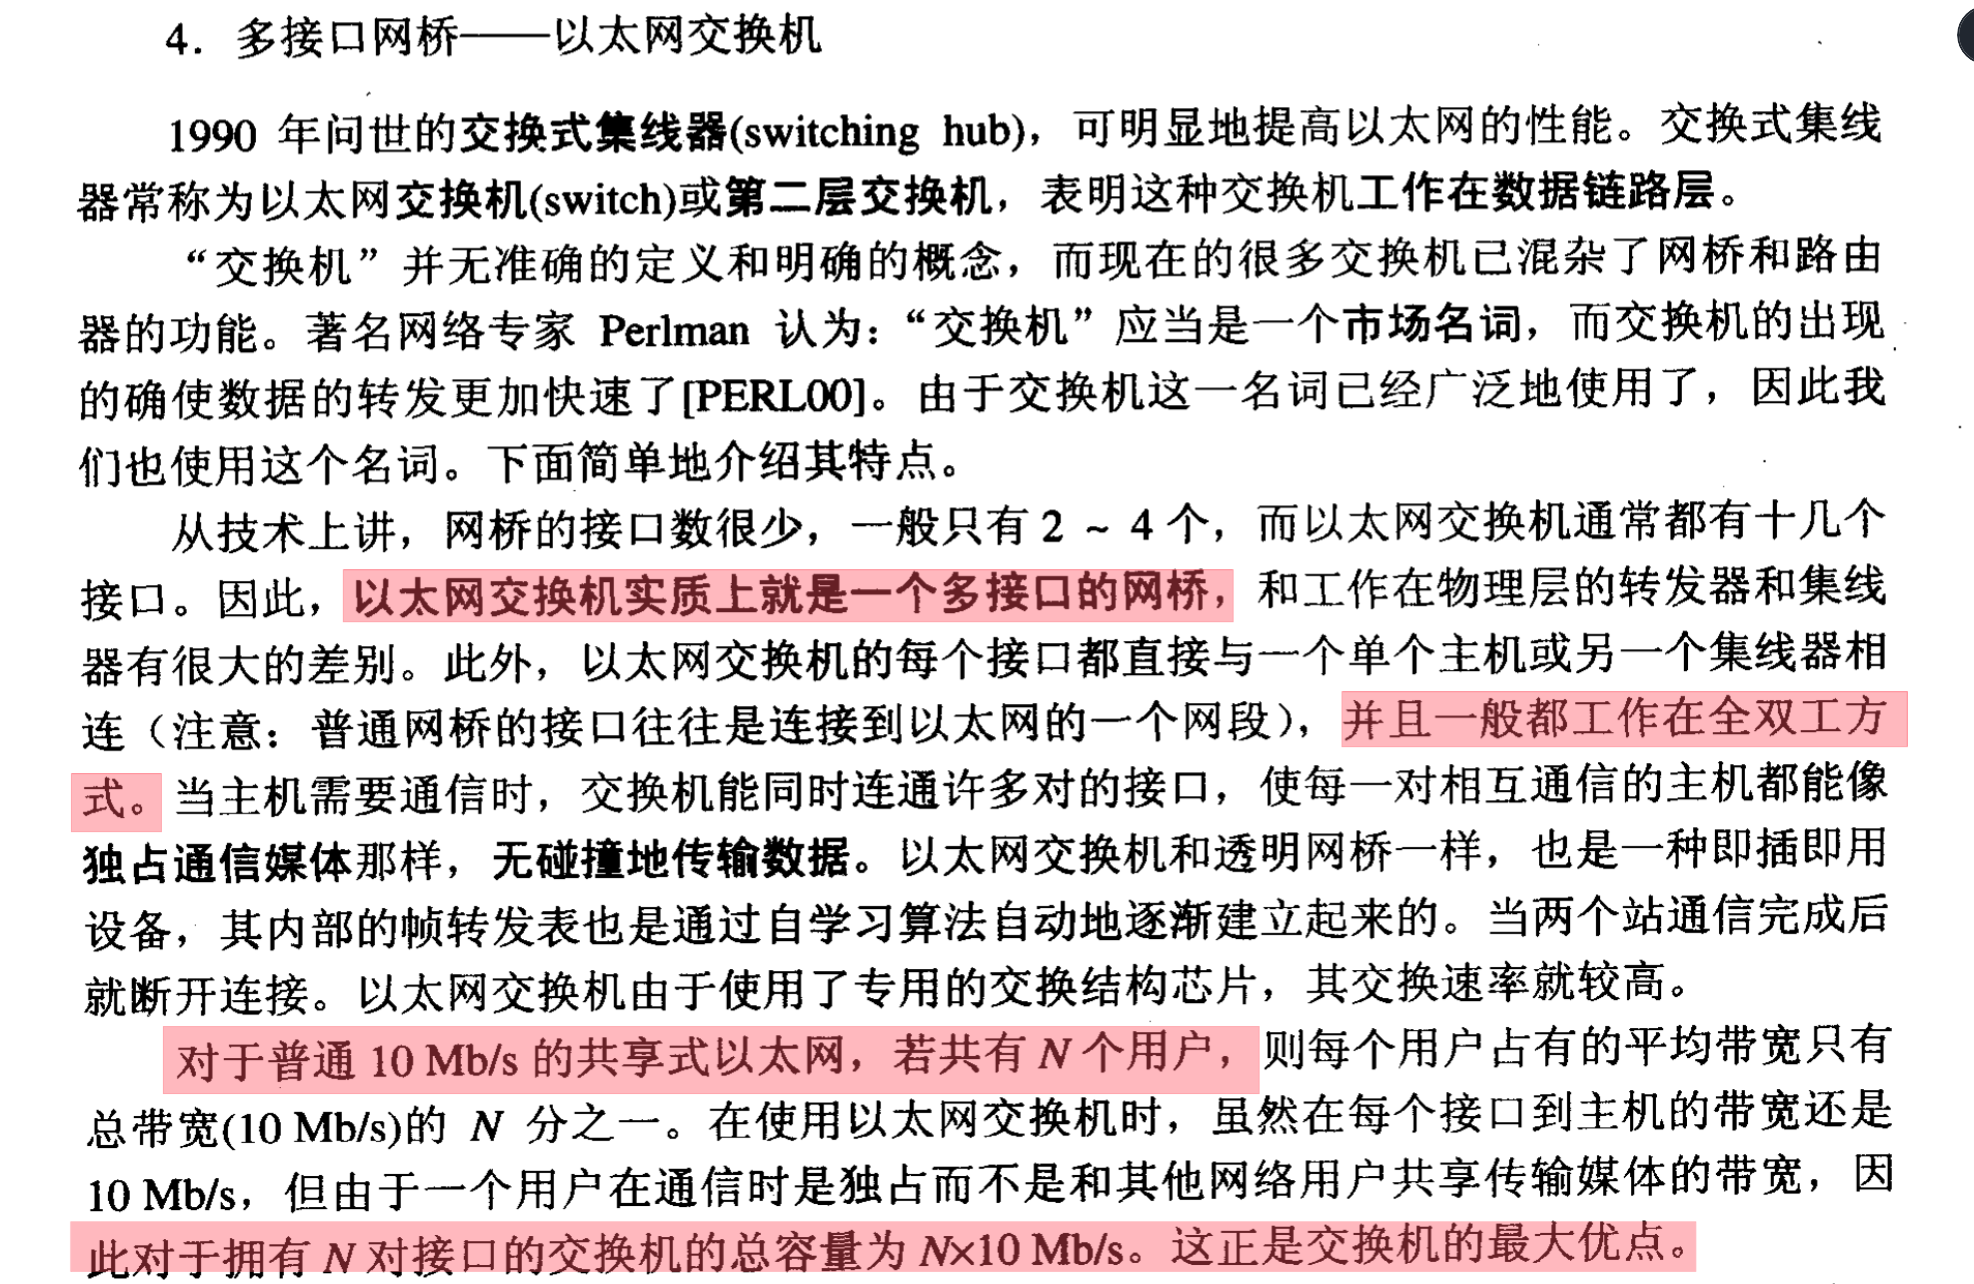 4. 多接口网桥——以太网交换机
1990 年问世的交换式集线器(switching hub)，可明显地提高以太网的性能。交换式集线
器常称为以太网交换机(switch)或第二层交换机，表明这种交换机工作在数据链路层。
“交换机”并无准确的定义和明确的概念，而现在的很多交换机已混杂了网桥和路由
器的功能。著名网络专家 Perlman 认为：“交换机”应当是一个市场名词，而交换机的出现
的确使数据的转发更加快速了[PERL00]。由于交换机这一名词已经广泛地使用了，因此我
们也使用这个名词。下面简单地介绍其特点。
从技术上讲，网桥的接口数很少，一般只有 2 ~ 4 个，而以太网交换机通常都有十几个
接口。因此，以太网交换机实质上就是一个多接口的网桥，和工作在物理层的转发器和集线
器有很大的差别。此外，以太网交换机的每个接口都直接与一个单个主机或另一个集线器相
连（注意：普通网桥的接口往往是连接到以太网的一个网段），并且一般都工作在全双工方
式。当主机需要通信时，交换机能同时连通许多对的接口，使每一对相互通信的主机都能像
独占通信媒体那样，无碰撞地传输数据。以太网交换机和透明网桥一样，也是一种即插即用
设备，其内部的帧转发表也是通过自学习算法自动地逐渐建立起来的。当两个站通信完成后
就断开连接。以太网交换机由于使用了专用的交换结构芯片，其交换速率就较高。
对于普通 10 Mb/s 的共享式以太网，若共有 N 个用户，则每个用户占有的平均带宽只有
总带宽(10 Mb/s)的 N 分之一。在使用以太网交换机时，虽然在每个接口到主机的带宽还是
10 Mb/s，但由于一个用户在通信时是独占而不是和其他网络用户共享传输媒体的带宽，因
此对于拥有 N 对接口的交换机的总容量为 N×10 Mb/s。这正是交换机的最大优点。